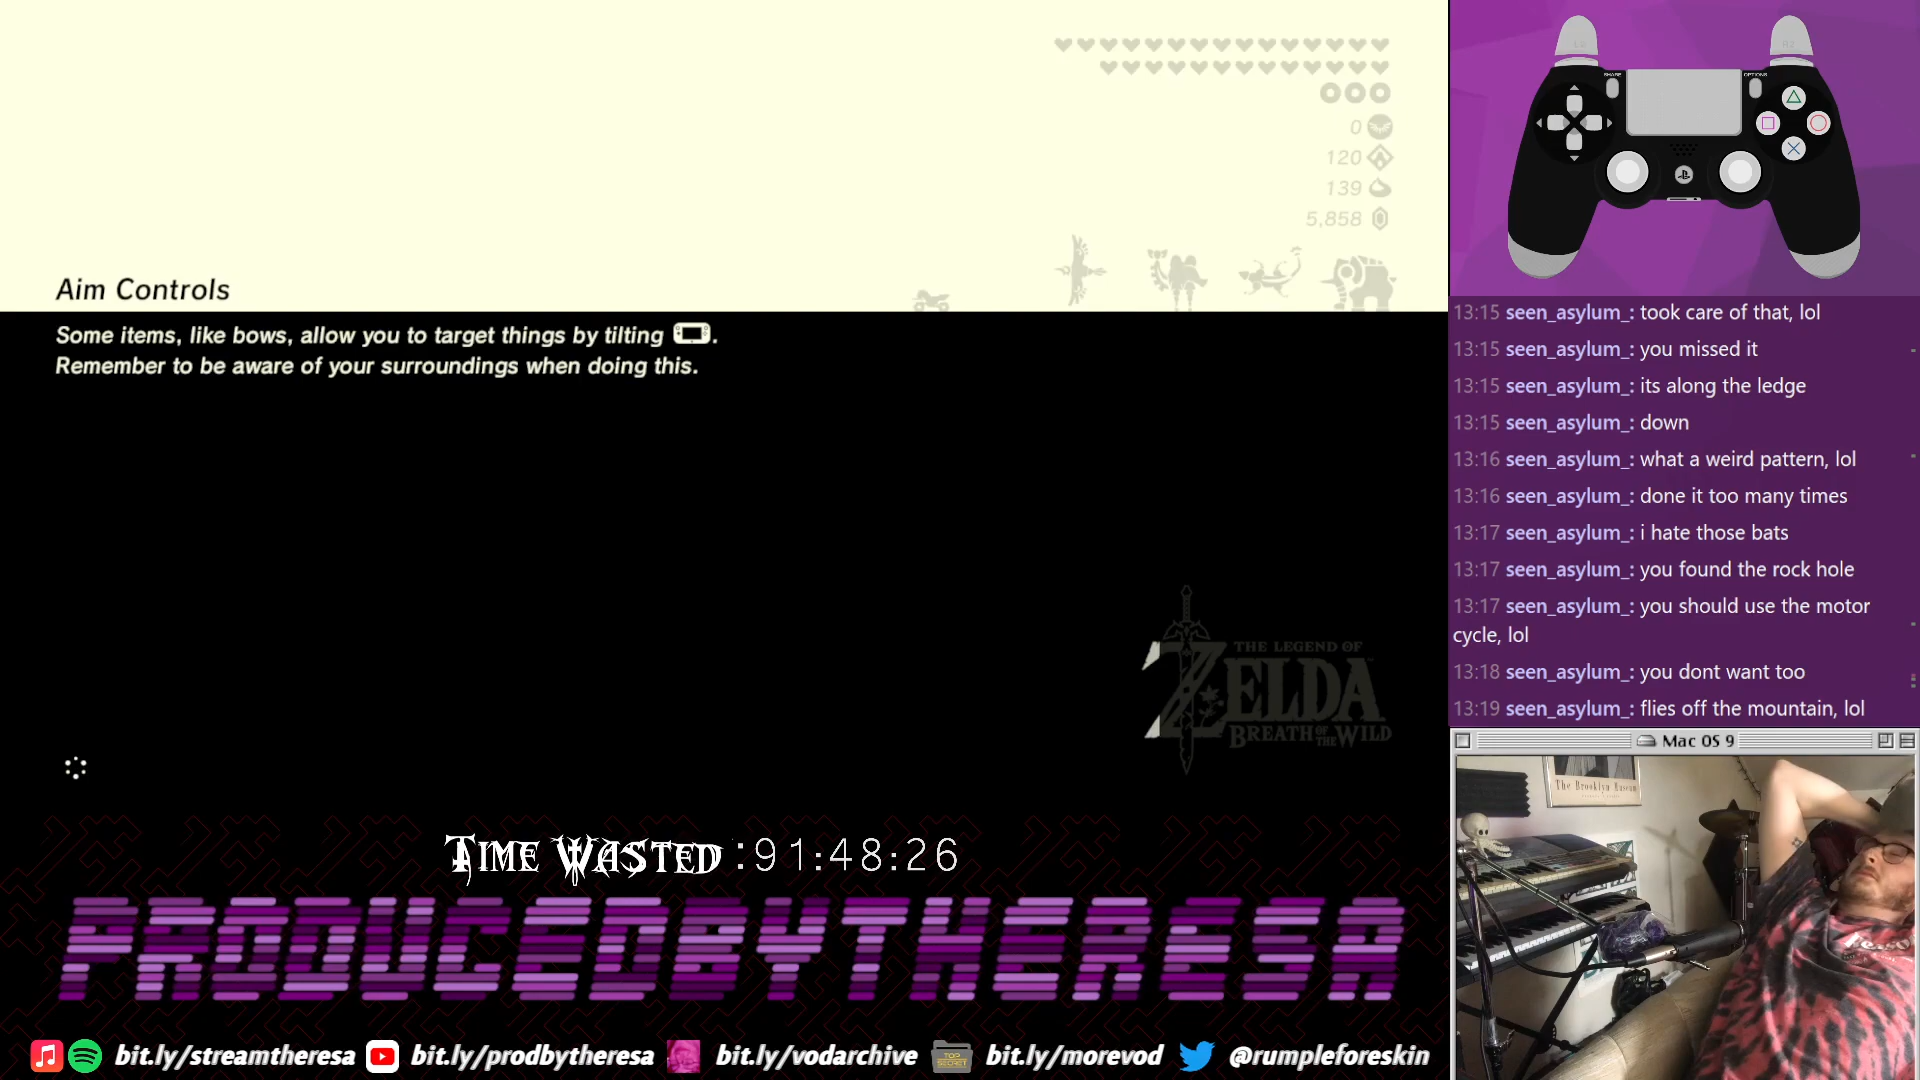 0
120
139
5,858
Aim Controls
Some items, like bows, allow you to target things by tilting .
Remember to be aware of your surroundings when doing this.
THE LEGEND OF
ZELDA
BREATH OF THE WILD
TIME WASTED :91:48:26
PRODUCEDBYTHERESA
bit.ly/streamtheresa
bit.ly/prodbytheresa
bit.ly/vodarchive
TOP SECRET
bit.ly/morevod
@rumpleforeskin
L2
R2
SHARE
OPTIONS
13:15 seen_asylum_: took care of that, lol
13:15 seen_asylum_: you missed it
13:15 seen_asylum_: its along the ledge
13:15 seen_asylum_: down
13:16 seen_asylum_: what a weird pattern, lol
13:16 seen_asylum_: done it too many times
13:17 seen_asylum_: i hate those bats
13:17 seen_asylum_: you found the rock hole
13:17 seen_asylum_: you should use the motor
cycle, lol
13:18 seen_asylum_: you dont want too
13:19 seen_asylum_: flies off the mountain, lol
Mac OS 9
The Brooklyn Museum